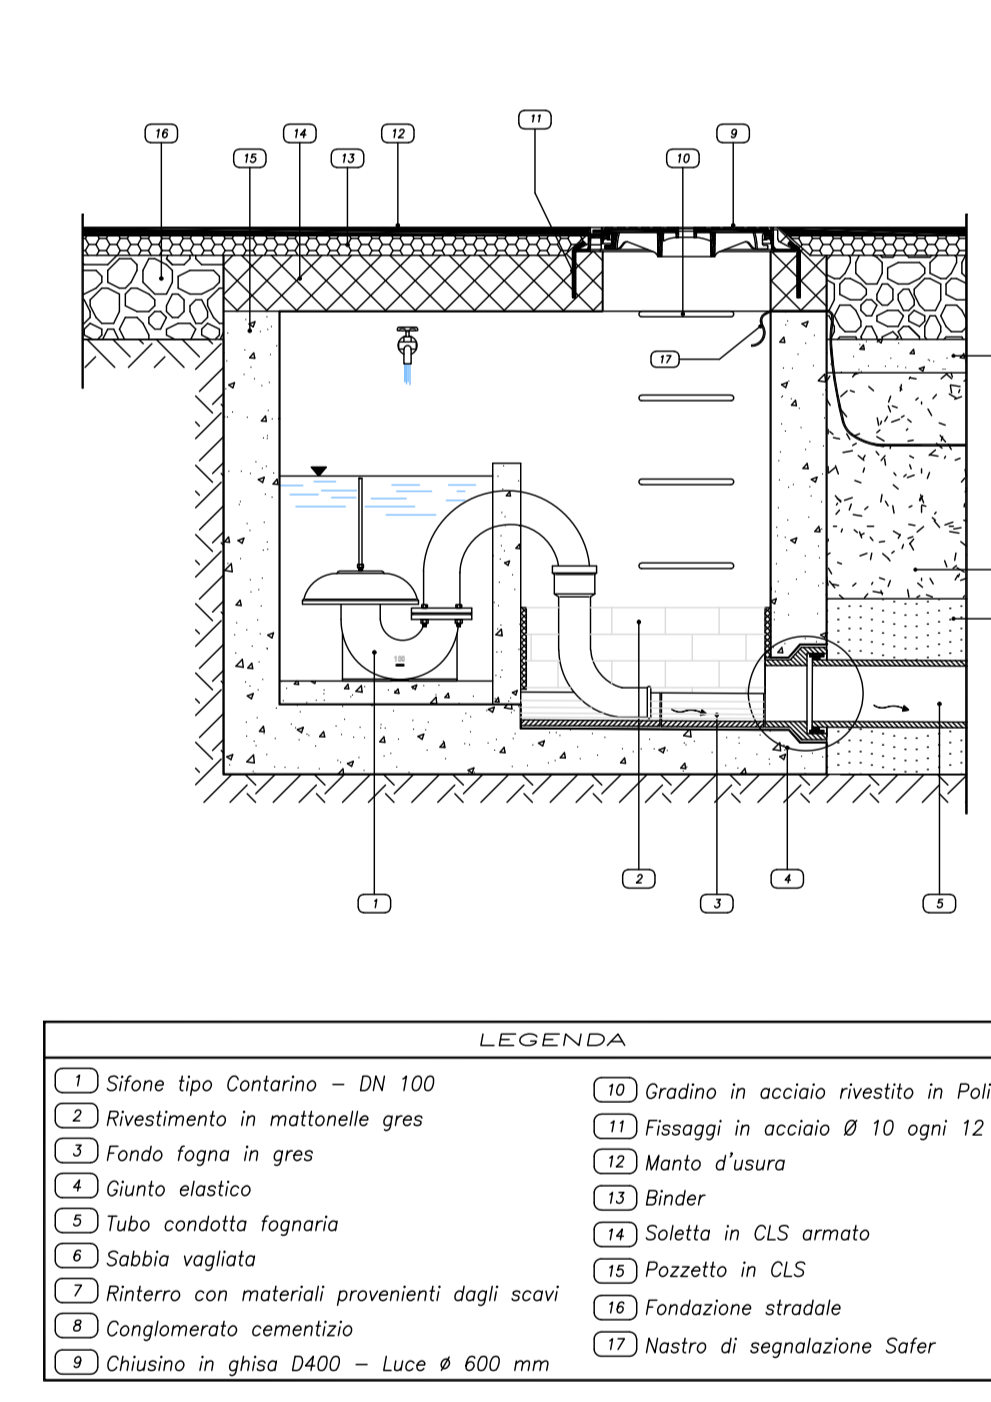 11
16
14
12
9
15
13
10
17
100
2
4
1
3
5
LEGENDA
1 Sifone tipo Contarino - DN 100
2 Rivestimento in mattonelle gres
3 Fondo fogna in gres
4 Giunto elastico
5 Tubo condotta fognaria
6 Sabbia vagliata
7 Rinterro con materiali provenienti dagli scavi
8 Conglomerato cementizio
9 Chiusino in ghisa D400 - Luce ø 600 mm
10 Gradino in acciaio rivestito in Poli
11 Fissaggi in acciaio Ø 10 ogni 12
12 Manto d'usura
13 Binder
14 Soletta in CLS armato
15 Pozzetto in CLS
16 Fondazione stradale
17 Nastro di segnalazione Safer